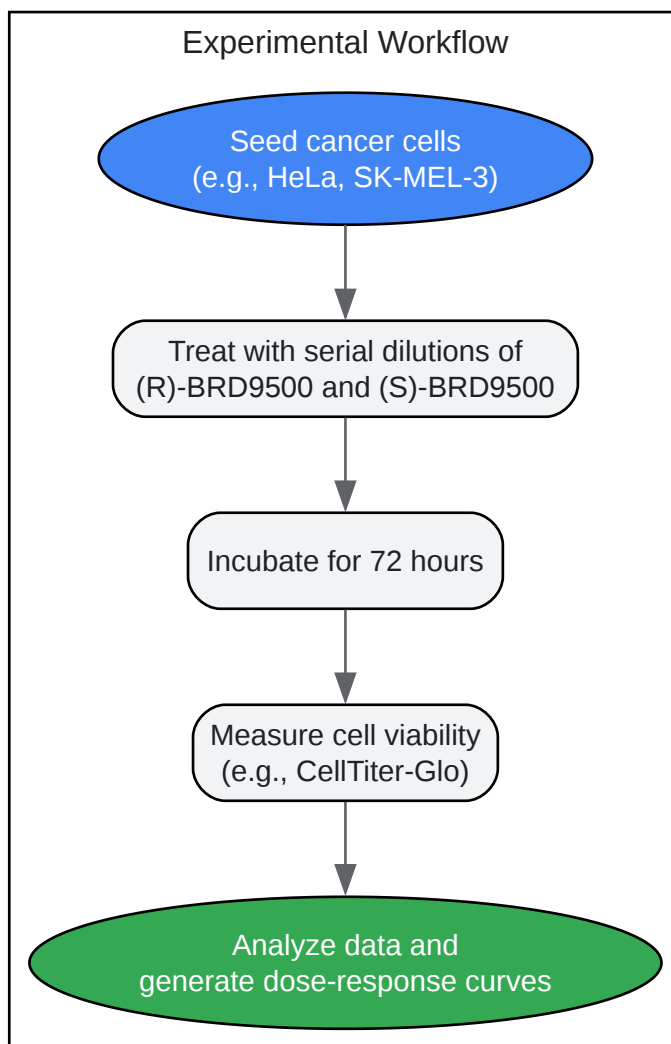 Experimental Workflow
Seed cancer cells
(e.g., HeLa, SK-MEL-3)
Treat with serial dilutions of
(R)-BRD9500 and (S)-BRD9500
Incubate for 72 hours
Measure cell viability
(e.g., CellTiter-Glo)
Analyze data and
generate dose-response curves